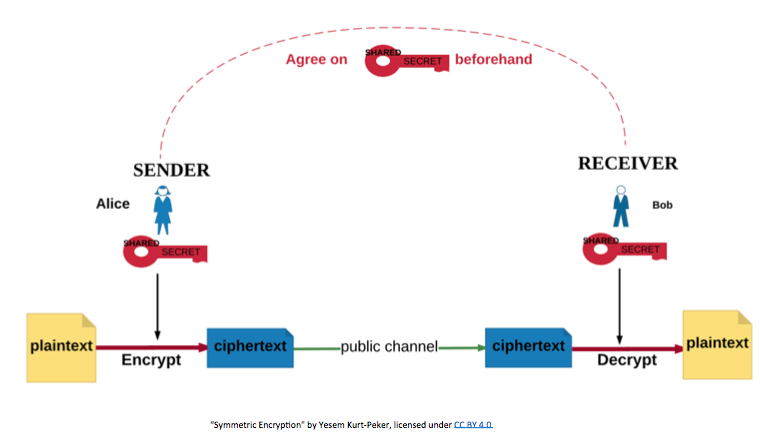 Agree on SHARED SECRET beforehand
SENDER
RECEIVER
Alice
Bob
SHARED SECRET
SHARED SECRET
plaintext
Encrypt
ciphertext
public channel
ciphertext
Decrypt
plaintext
"Symmetric Encryption" by Yesem Kurt-Peker, licensed under CC BY 4.0.